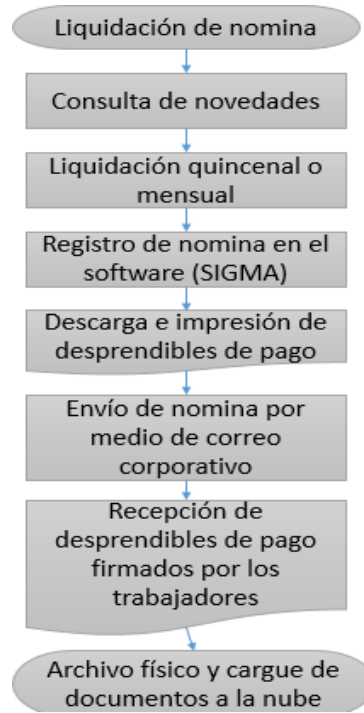 Liquidación de nomina
Consulta de novedades
Liquidación quincenal o
mensual
Registro de nomina en el
software (SIGMA)
Descarga e impresión de
desprendibles de pago
Envío de nomina por
medio de correo
corporativo
Recepción de
desprendibles de pago
firmados por los
trabajadores
Archivo físico y cargue de
documentos a la nube